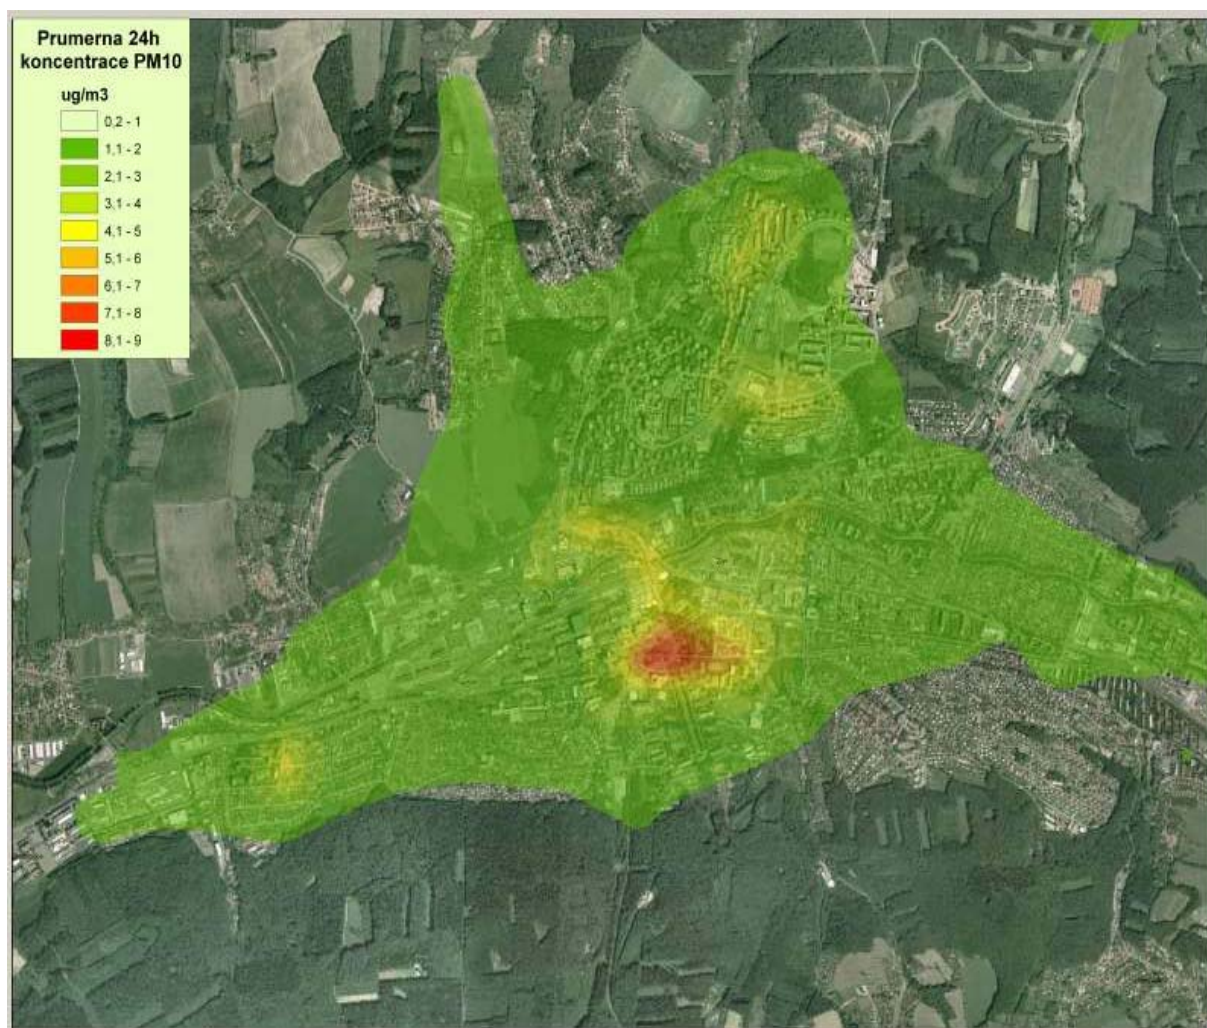 Prumerna 24h
koncentrace PM10
ug/m3
0,2 - 1
1,1 - 2
2,1 - 3
3,1 - 4
4,1 - 5
5,1 - 6
6,1 - 7
7,1 - 8
8,1 - 9